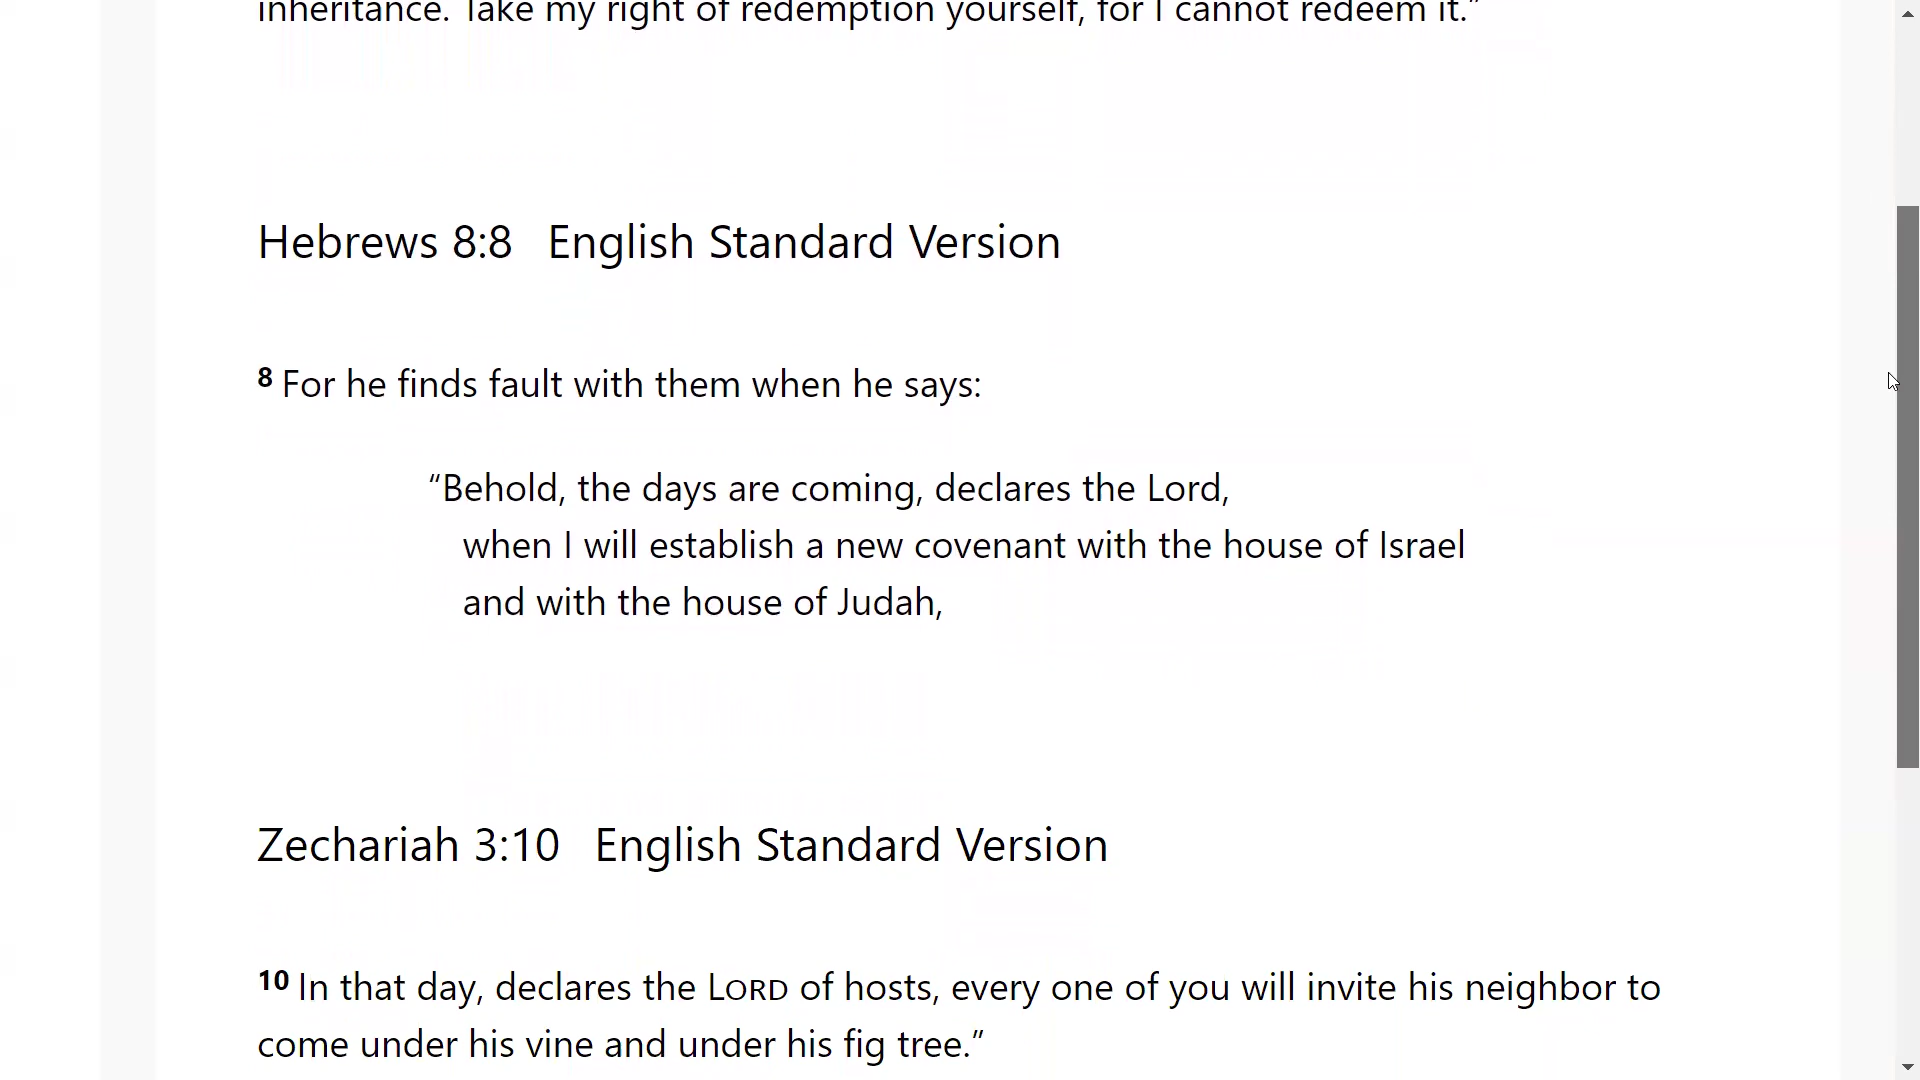 inheritance. Take my right of redemption yourself, for I cannot redeem it.”
Hebrews 8:8 English Standard Version
8 For he finds fault with them when he says:
“Behold, the days are coming, declares the Lord,
when I will establish a new covenant with the house of Israel
and with the house of Judah,
Zechariah 3:10 English Standard Version
10 In that day, declares the LORD of hosts, every one of you will invite his neighbor to
come under his vine and under his fig tree.”